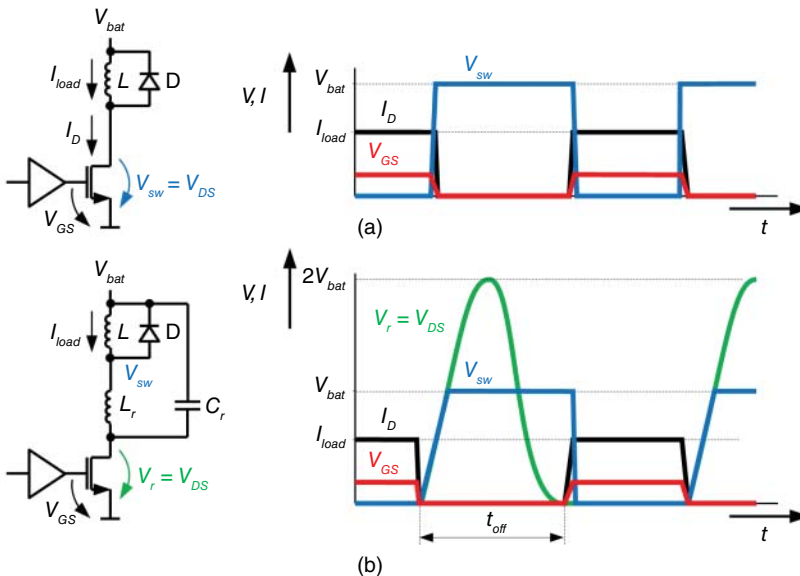 V_bat
I_load
L
D
I_D
V_sw = V_DS
V_GS
V, I
V_bat
V_sw
I_D
I_load
V_GS
(a)
t
V_bat
I_load
L
D
V_sw
L_r
C_r
V_r = V_DS
V_GS
V, I
2V_bat
V_r = V_DS
V_bat
V_sw
I_D
I_load
V_GS
t_off
t
(b)